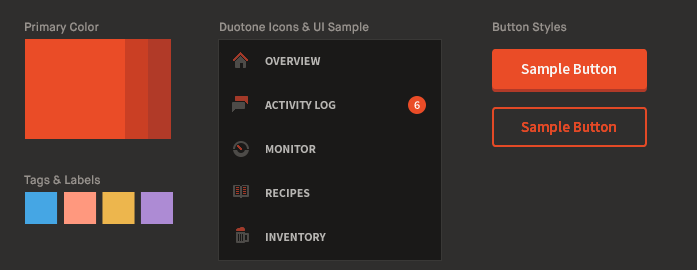 Primary Color
Tags & Labels
Duotone Icons & UI Sample
OVERVIEW
ACTIVITY LOG 6
MONITOR
RECIPES
INVENTORY
Button Styles
Sample Button
Sample Button